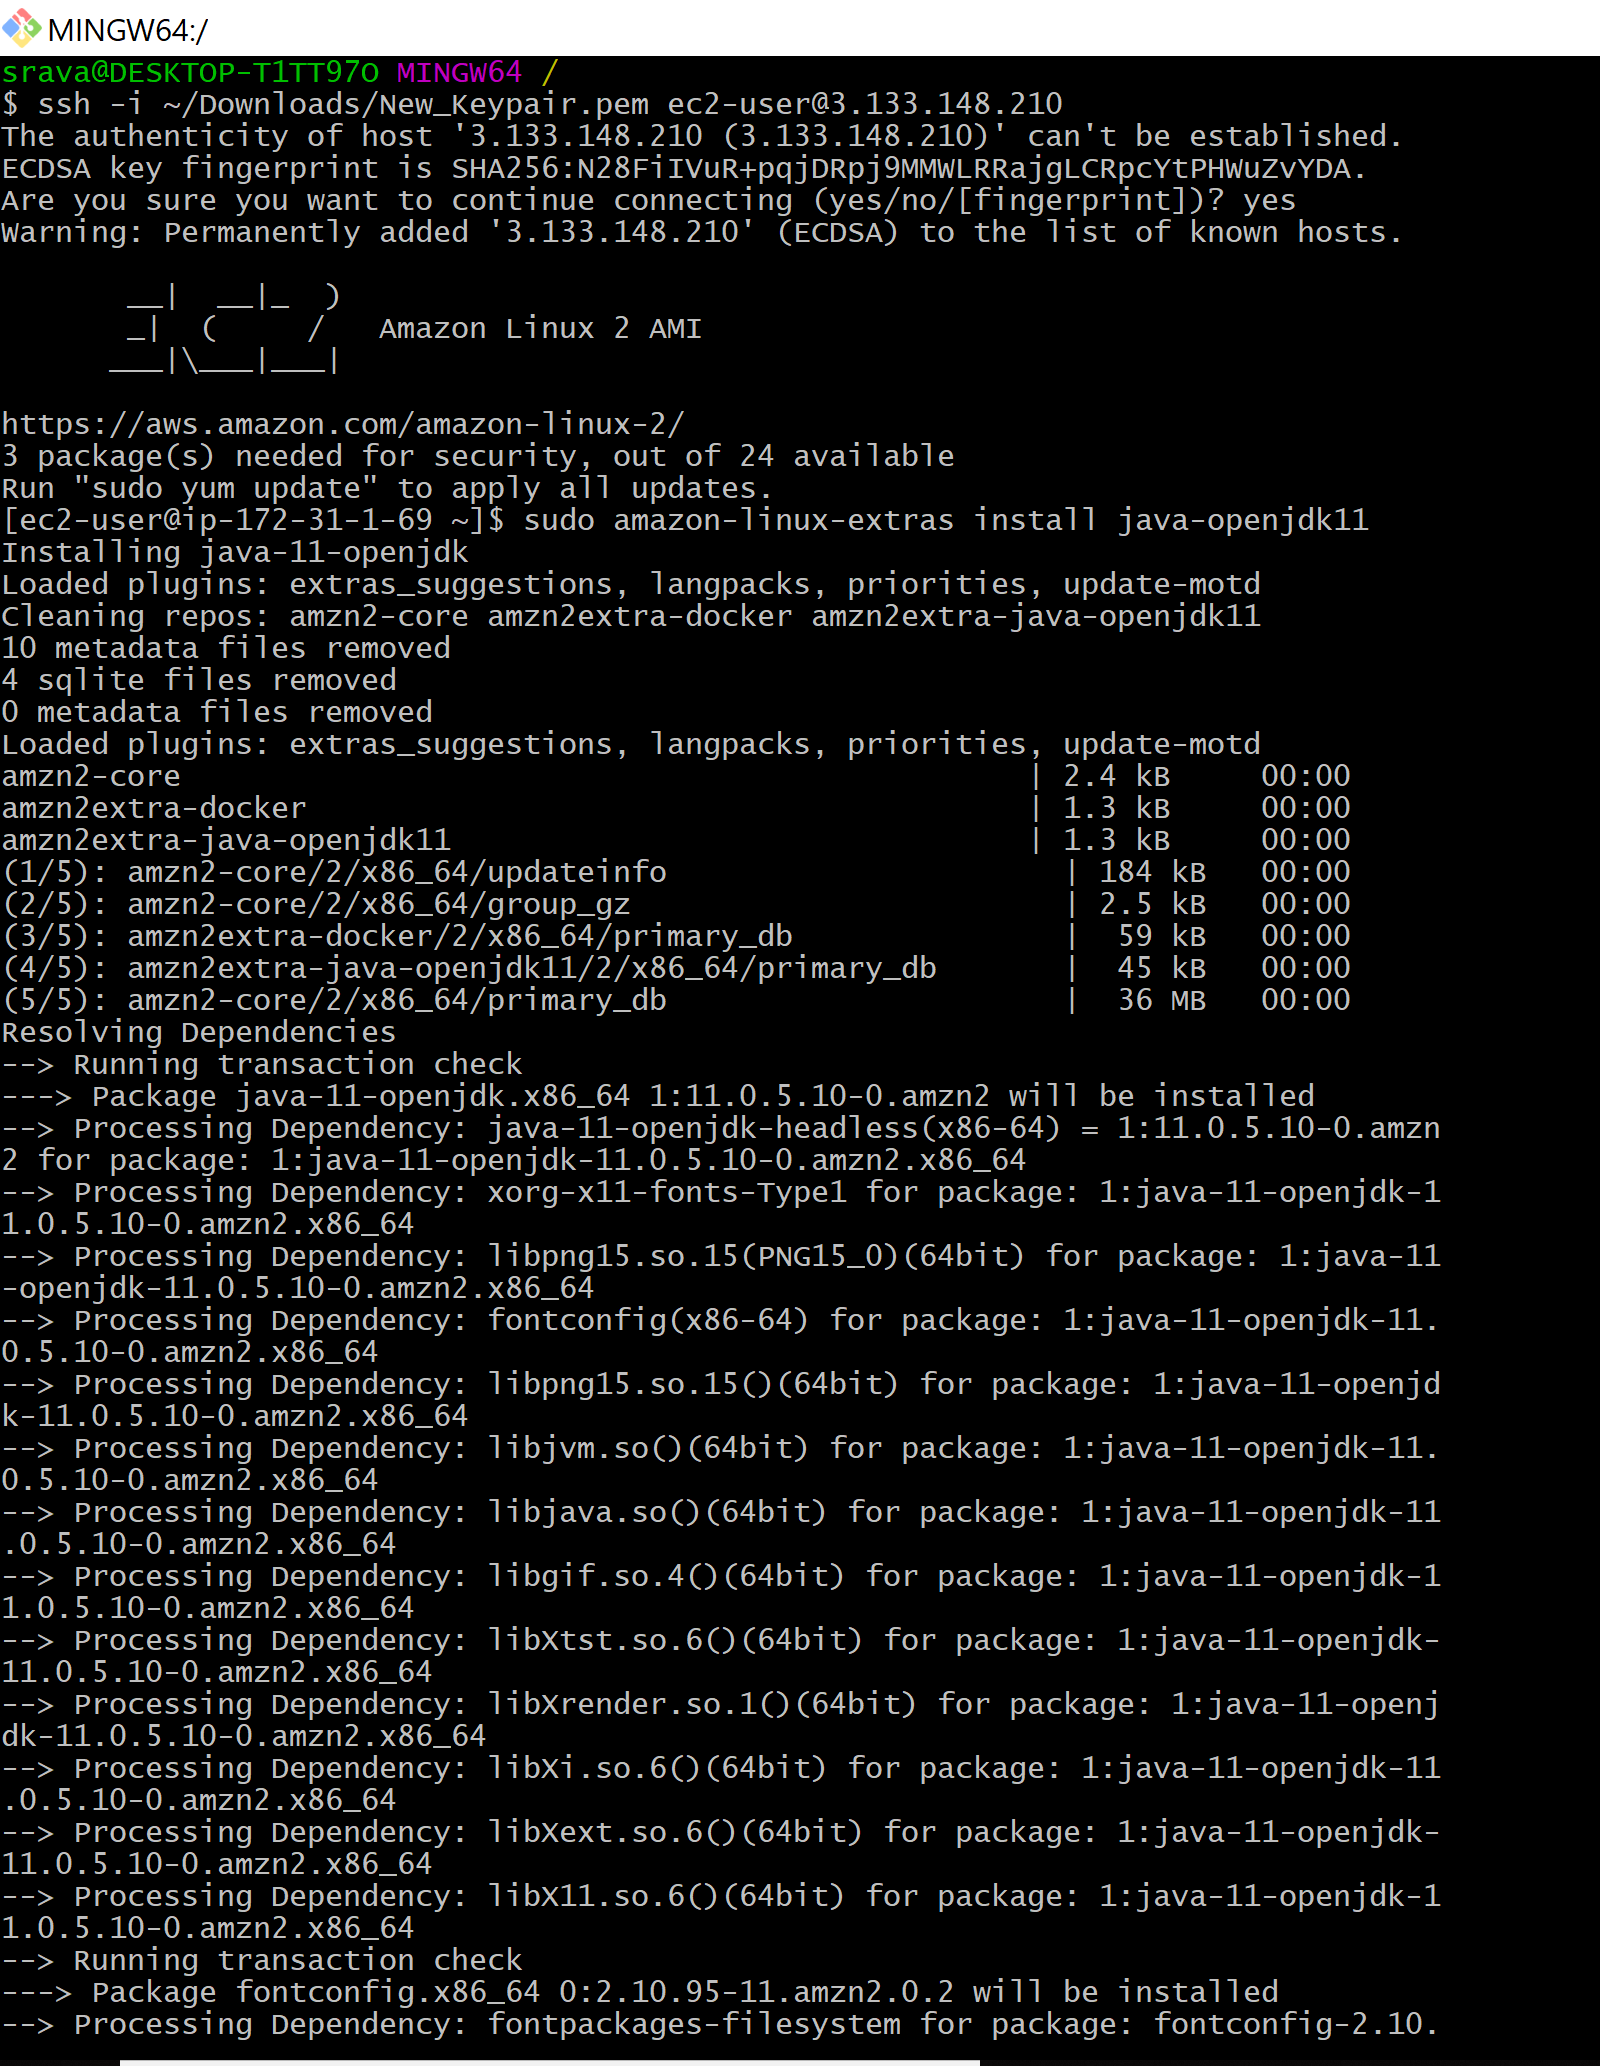 MINGW64:/
srava@DESKTOP-T1TT97O MINGW64 /
$ ssh -i ~/Downloads/New_Keypair.pem ec2-user@3.133.148.210
The authenticity of host '3.133.148.210 (3.133.148.210)' can't be established.
ECDSA key fingerprint is SHA256:N28FiIVuR+pqjDRpj9MMWLRRajgLCRpcYtPHWuZvYDA.
Are you sure you want to continue connecting (yes/no/[fingerprint])? yes
Warning: Permanently added '3.133.148.210' (ECDSA) to the list of known hosts.
       __|  __|_  )
       _|  (     /   Amazon Linux 2 AMI
      ___|\___|___|
https://aws.amazon.com/amazon-linux-2/
3 package(s) needed for security, out of 24 available
Run "sudo yum update" to apply all updates.
[ec2-user@ip-172-31-1-69 ~]$ sudo amazon-linux-extras install java-openjdk11
Installing java-11-openjdk
Loaded plugins: extras_suggestions, langpacks, priorities, update-motd
Cleaning repos: amzn2-core amzn2extra-docker amzn2extra-java-openjdk11
10 metadata files removed
4 sqlite files removed
0 metadata files removed
Loaded plugins: extras_suggestions, langpacks, priorities, update-motd
amzn2-core                                               | 2.4 kB     00:00
amzn2extra-docker                                        | 1.3 kB     00:00
amzn2extra-java-openjdk11                                | 1.3 kB     00:00
(1/5): amzn2-core/2/x86_64/updateinfo                      | 184 kB   00:00
(2/5): amzn2-core/2/x86_64/group_gz                        | 2.5 kB   00:00
(3/5): amzn2extra-docker/2/x86_64/primary_db               |  59 kB   00:00
(4/5): amzn2extra-java-openjdk11/2/x86_64/primary_db       |  45 kB   00:00
(5/5): amzn2-core/2/x86_64/primary_db                      |  36 MB   00:00
Resolving Dependencies
--> Running transaction check
---> Package java-11-openjdk.x86_64 1:11.0.5.10-0.amzn2 will be installed
--> Processing Dependency: java-11-openjdk-headless(x86-64) = 1:11.0.5.10-0.amzn
2 for package: 1:java-11-openjdk-11.0.5.10-0.amzn2.x86_64
--> Processing Dependency: xorg-x11-fonts-Type1 for package: 1:java-11-openjdk-1
1.0.5.10-0.amzn2.x86_64
--> Processing Dependency: libpng15.so.15(PNG15_0)(64bit) for package: 1:java-11
-openjdk-11.0.5.10-0.amzn2.x86_64
--> Processing Dependency: fontconfig(x86-64) for package: 1:java-11-openjdk-11.
0.5.10-0.amzn2.x86_64
--> Processing Dependency: libpng15.so.15()(64bit) for package: 1:java-11-openjd
k-11.0.5.10-0.amzn2.x86_64
--> Processing Dependency: libjvm.so()(64bit) for package: 1:java-11-openjdk-11.
0.5.10-0.amzn2.x86_64
--> Processing Dependency: libjava.so()(64bit) for package: 1:java-11-openjdk-11
.0.5.10-0.amzn2.x86_64
--> Processing Dependency: libgif.so.4()(64bit) for package: 1:java-11-openjdk-1
1.0.5.10-0.amzn2.x86_64
--> Processing Dependency: libXtst.so.6()(64bit) for package: 1:java-11-openjdk-
11.0.5.10-0.amzn2.x86_64
--> Processing Dependency: libXrender.so.1()(64bit) for package: 1:java-11-openj
dk-11.0.5.10-0.amzn2.x86_64
--> Processing Dependency: libXi.so.6()(64bit) for package: 1:java-11-openjdk-11
.0.5.10-0.amzn2.x86_64
--> Processing Dependency: libXext.so.6()(64bit) for package: 1:java-11-openjdk-
11.0.5.10-0.amzn2.x86_64
--> Processing Dependency: libX11.so.6()(64bit) for package: 1:java-11-openjdk-1
1.0.5.10-0.amzn2.x86_64
--> Running transaction check
---> Package fontconfig.x86_64 0:2.10.95-11.amzn2.0.2 will be installed
--> Processing Dependency: fontpackages-filesystem for package: fontconfig-2.10.